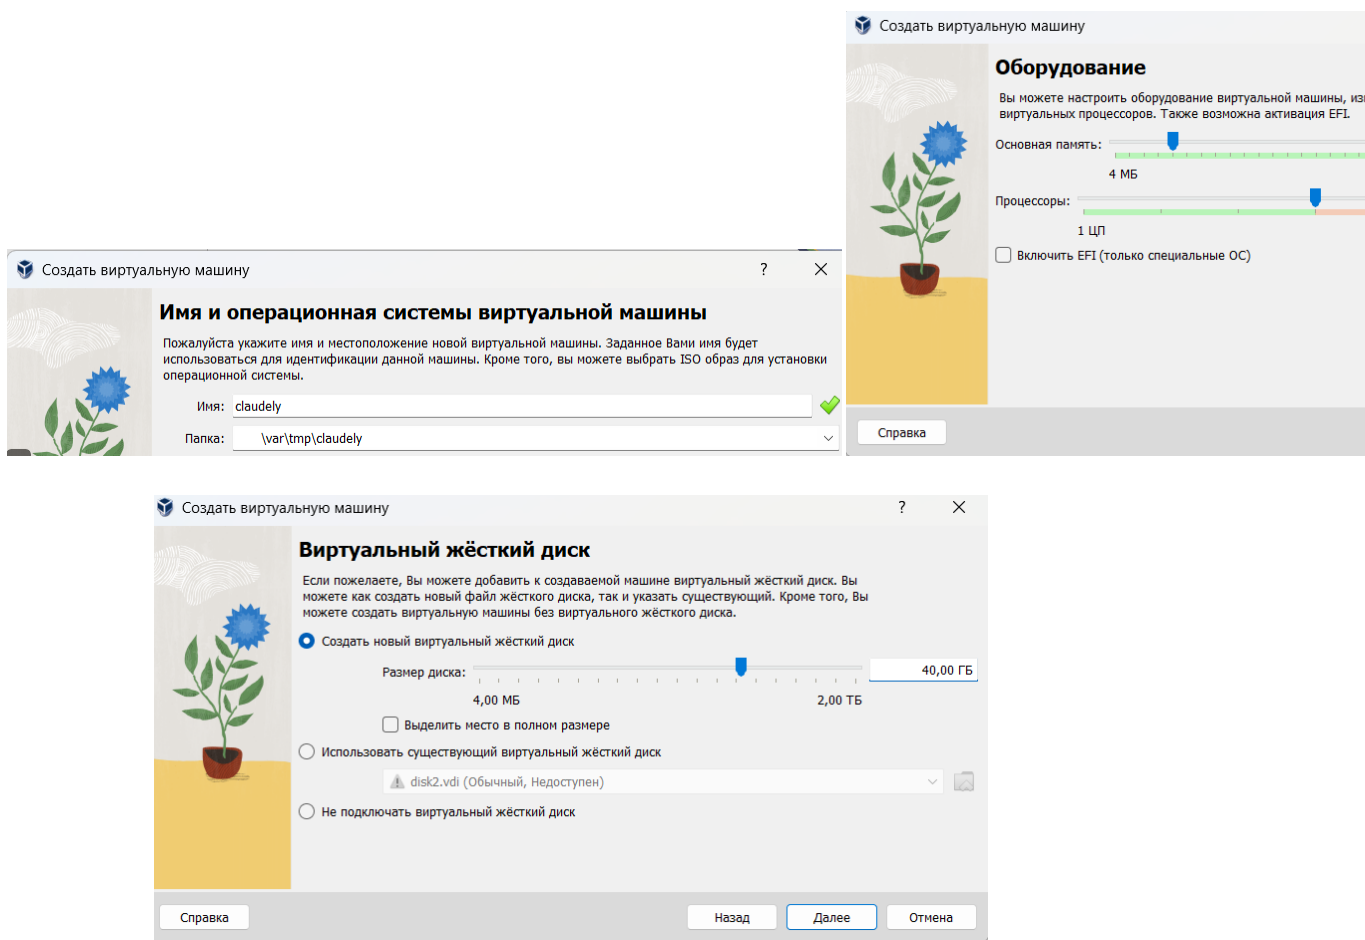 Создать виртуальную машину
Оборудование
Вы можете настроить оборудование виртуальной машины,
виртуальных процессоров. Также возможна активация EFI.
Основная память:
4 МБ
Процессоры:
1 ЦП
Включить EFI (только специальные ОС)
Справка
Создать виртуальную машину
?
Имя и операционная системы виртуальной машины
Пожалуйста укажите имя и местоположение новой виртуальной машины. Заданное Вами имя будет
использоваться для идентификации данной машины. Кроме того, вы можете выбрать ISO образ для установки
операционной системы.
Имя: claudely
Папка: \var\tmp\claudely
Создать виртуальную машину
?
Виртуальный жёсткий диск
Если пожелаете, Вы можете добавить к создаваемой машине виртуальный жёсткий диск. Вы
можете как создать новый файл жёсткого диска, так и указать существующий. Кроме того, Вы
можете создать виртуальную машины без виртуального жёсткого диска.
Создать новый виртуальный жёсткий диск
Размер диска: 40,00 ГБ
4,00 МБ 2,00 ТБ
Выделить место в полном размере
Использовать существующий виртуальный жёсткий диск
disk2.vdi (Обычный, Недоступен)
Не подключать виртуальный жёсткий диск
Справка Назад Далее Отмена